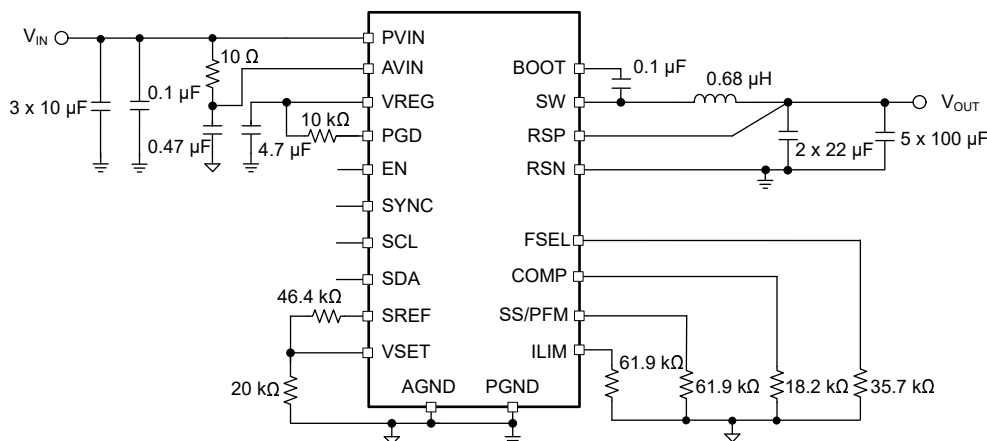 V_IN
3 x 10 µF
0.1 µF
10 Ω
0.47 µF
4.7 µF
10 kΩ
46.4 kΩ
20 kΩ
PVIN
AVIN
VREG
PGD
EN
SYNC
SCL
SDA
SREF
VSET
AGND
PGND
BOOT
SW
RSP
RSN
FSEL
COMP
SS/PFM
ILIM
0.1 µF
0.68 µH
V_OUT
2 x 22 µF
5 x 100 µF
61.9 kΩ
61.9 kΩ
18.2 kΩ
35.7 kΩ